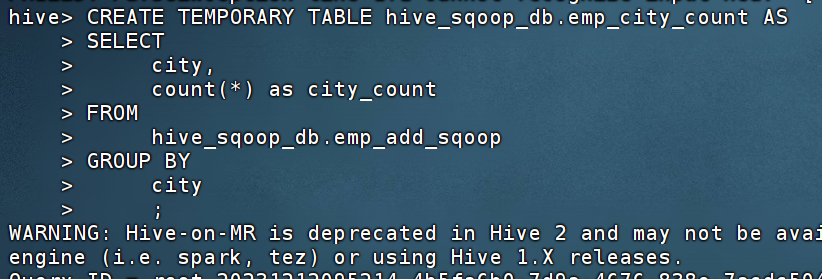 hive> CREATE TEMPORARY TABLE hive_sqoop_db.emp_city_count AS
    > SELECT
    >      city,
    >      count(*) as city_count
    > FROM
    >      hive_sqoop_db.emp_add_sqoop
    > GROUP BY
    >      city
    >      ;
WARNING: Hive-on-MR is deprecated in Hive 2 and may not be avai
engine (i.e. spark, tez) or using Hive 1.X releases.